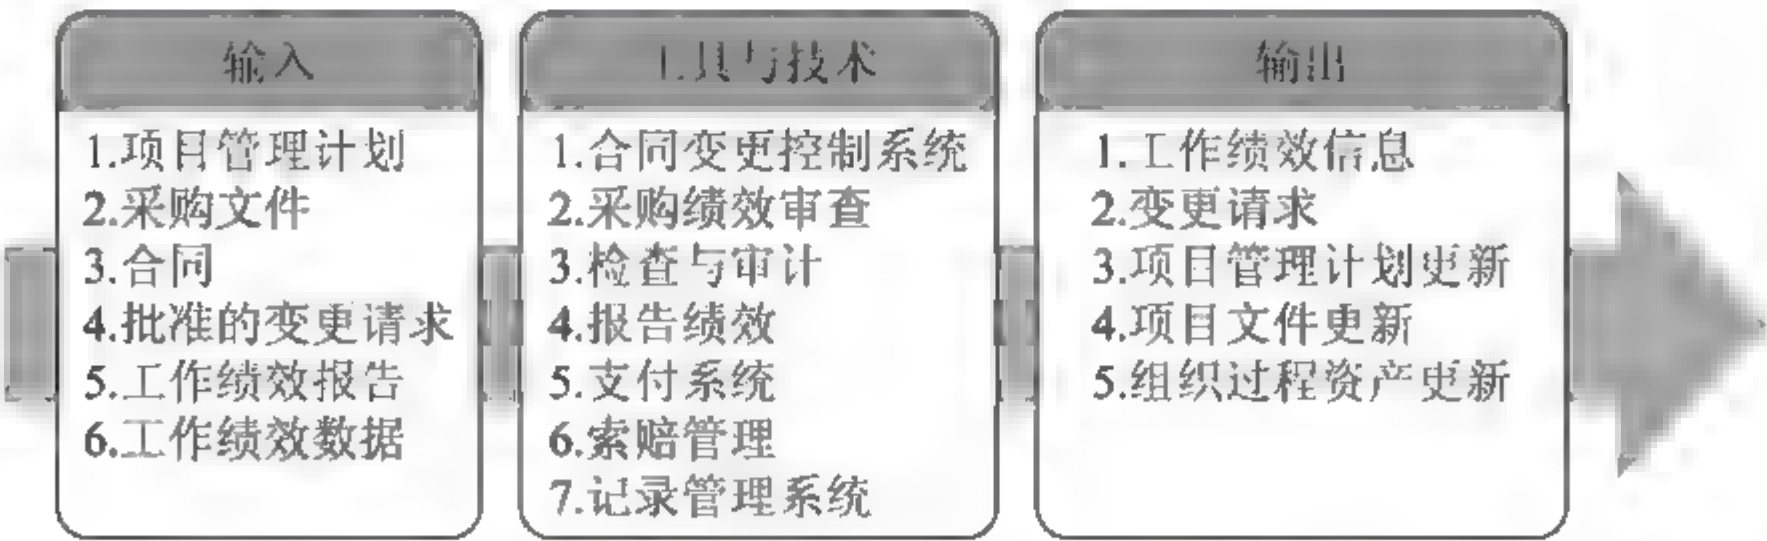 输入
1.项目管理计划
2.采购文件
3.合同
4.批准的变更请求
5.工作绩效报告
6.工作绩效数据
工具与技术
1.合同变更控制系统
2.采购绩效审查
3.检查与审计
4.报告绩效
5.支付系统
6.索赔管理
7.记录管理系统
输出
1.工作绩效信息
2.变更请求
3.项目管理计划更新
4.项目文件更新
5.组织过程资产更新